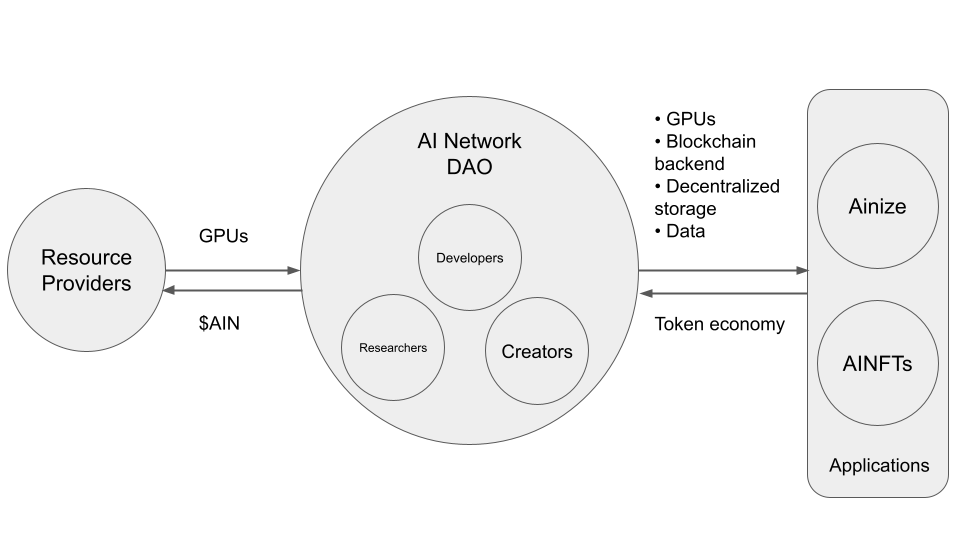 Resource
Providers
GPUs
$AIN
AI Network
DAO
Developers
Researchers
Creators
• GPUs
• Blockchain
backend
• Decentralized
storage
• Data
Token economy
Ainize
AINFTs
Applications